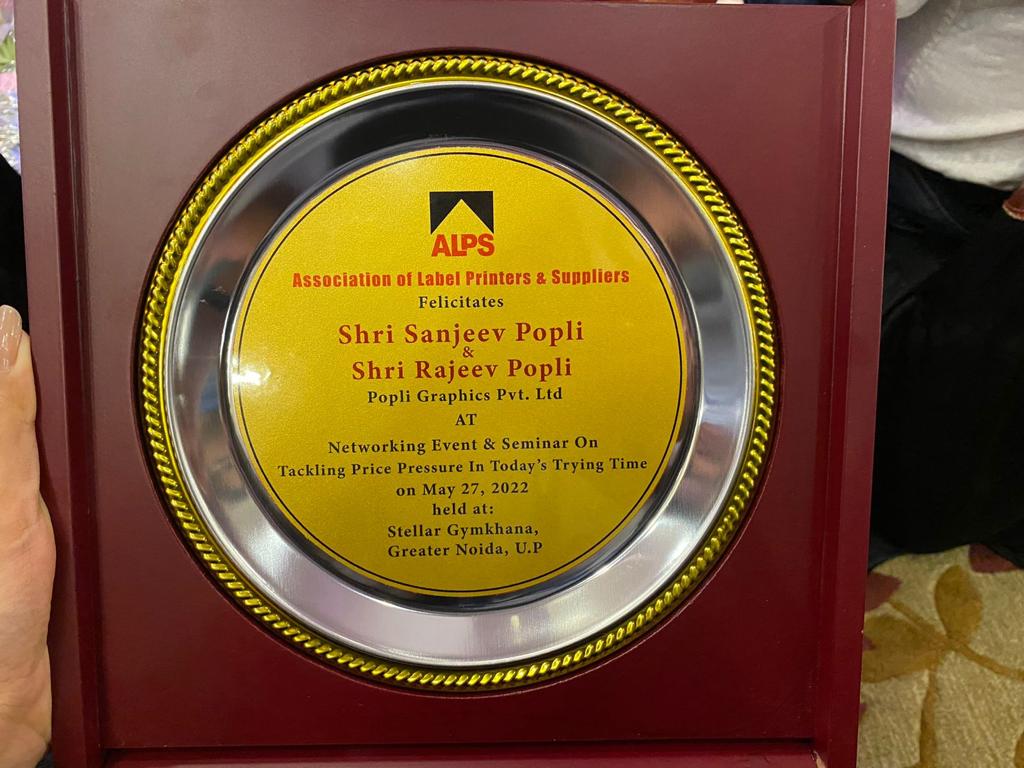 ALPS
Association of Label Printers & Suppliers
Felicitates
Shri Sanjeev Popli
&
Shri Rajeev Popli
Popli Graphics Pvt. Ltd
AT
Networking Event & Seminar On
Tackling Price Pressure In Today's Trying Time
on May 27, 2022
held at:
Stellar Gymkhana,
Greater Noida, U.P